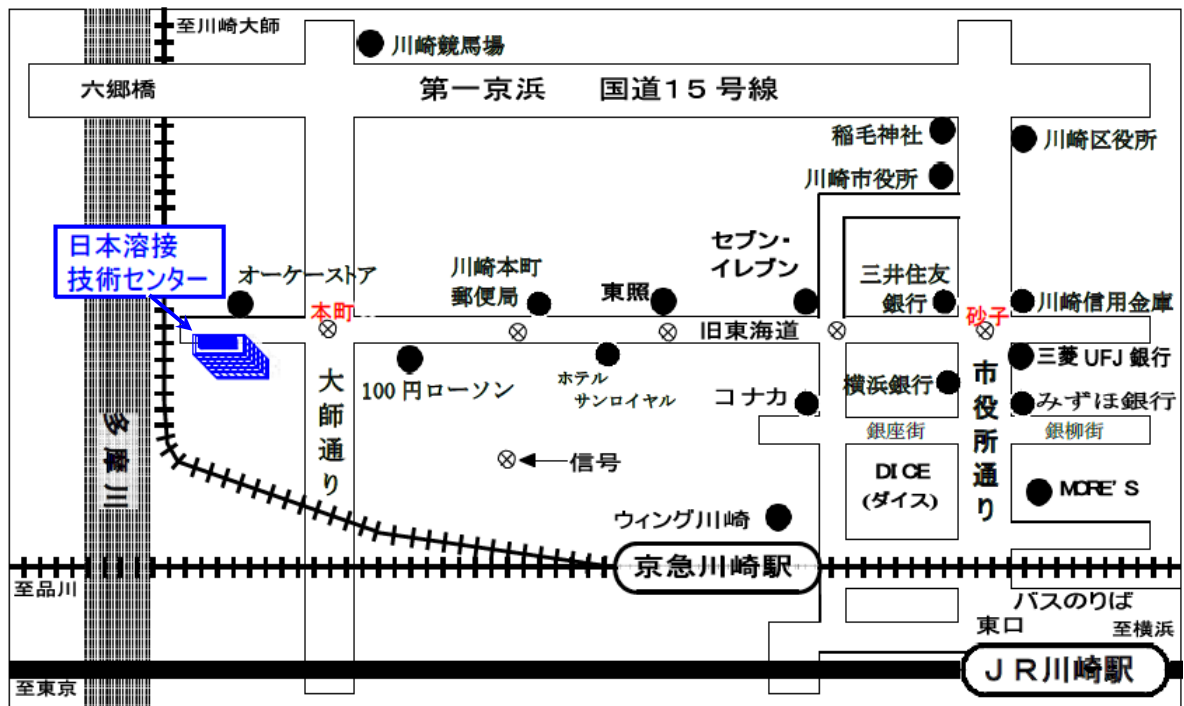 至川崎大師
川崎競馬場
六郷橋
第一京浜　国道15号線
稲毛神社
川崎区役所
川崎市役所
日本溶接
技術センター
オーケーストア
川崎本町
郵便局
東照
セブン・
イレブン
三井住友
銀行
川崎信用金庫
本町
旧東海道
砂子
100円ローソン
ホテル
サンロイヤル
コナカ
横浜銀行
三菱UFJ銀行
みずほ銀行
大師通り
市役所通り
銀座街
銀柳街
多摩川
信号
DICE
(ダイス)
MORE'S
ウィング川崎
京急川崎駅
至品川
バスのりば
東口
至横浜
JR川崎駅
至東京